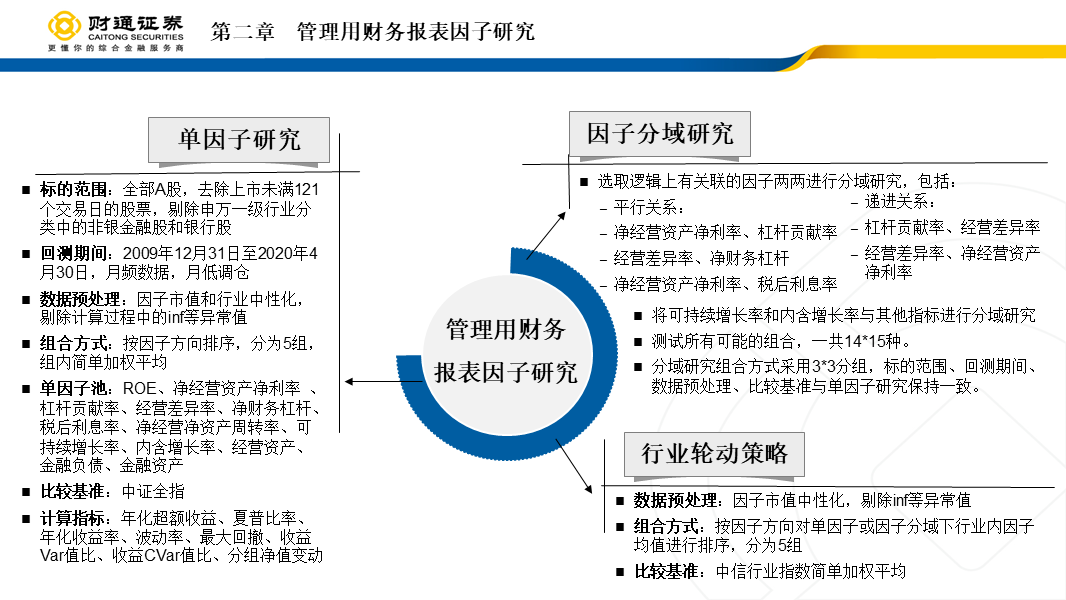 财通证券
CAITONG SECURITIES
更懂你的综合金融服务商
第二章 管理用财务报表因子研究
单因子研究
■ 标的范围：全部A股，去除上市未满121
个交易日的股票，剔除申万一级行业分
类中的非银金融股和银行股
■ 回测期间：2009年12月31日至2020年4
月30日，月频数据，月低调仓
■ 数据预处理：因子市值和行业中性化，
剔除计算过程中的inf等异常值
■ 组合方式：按因子方向排序，分为5组，
组内简单加权平均
■ 单因子池：ROE、净经营资产净利率 、
杠杆贡献率、经营差异率、净财务杠杆、
税后利息率、净经营净资产周转率、可
持续增长率、内含增长率、经营资产、
金融负债、金融资产
■ 比较基准：中证全指
■ 计算指标：年化超额收益、夏普比率、
年化收益率、波动率、最大回撤、收益
Var值比、收益CVar值比、分组净值变动
管理用财务
报表因子研究
因子分域研究
■ 选取逻辑上有关联的因子两两进行分域研究，包括：
– 平行关系：
– 净经营资产净利率、杠杆贡献率
– 经营差异率、净财务杠杆
– 净经营资产净利率、税后利息率
– 递进关系：
– 杠杆贡献率、经营差异率
– 经营差异率、净经营资产
净利率
■ 将可持续增长率和内含增长率与其他指标进行分域研究
■ 测试所有可能的组合，一共14*15种。
■ 分域研究组合方式采用3*3分组，标的范围、回测期间、
数据预处理、比较基准与单因子研究保持一致。
行业轮动策略
■ 数据预处理：因子市值中性化，剔除inf等异常值
■ 组合方式：按因子方向对单因子或因子分域下行业内因子
均值进行排序，分为5组
■ 比较基准：中信行业指数简单加权平均